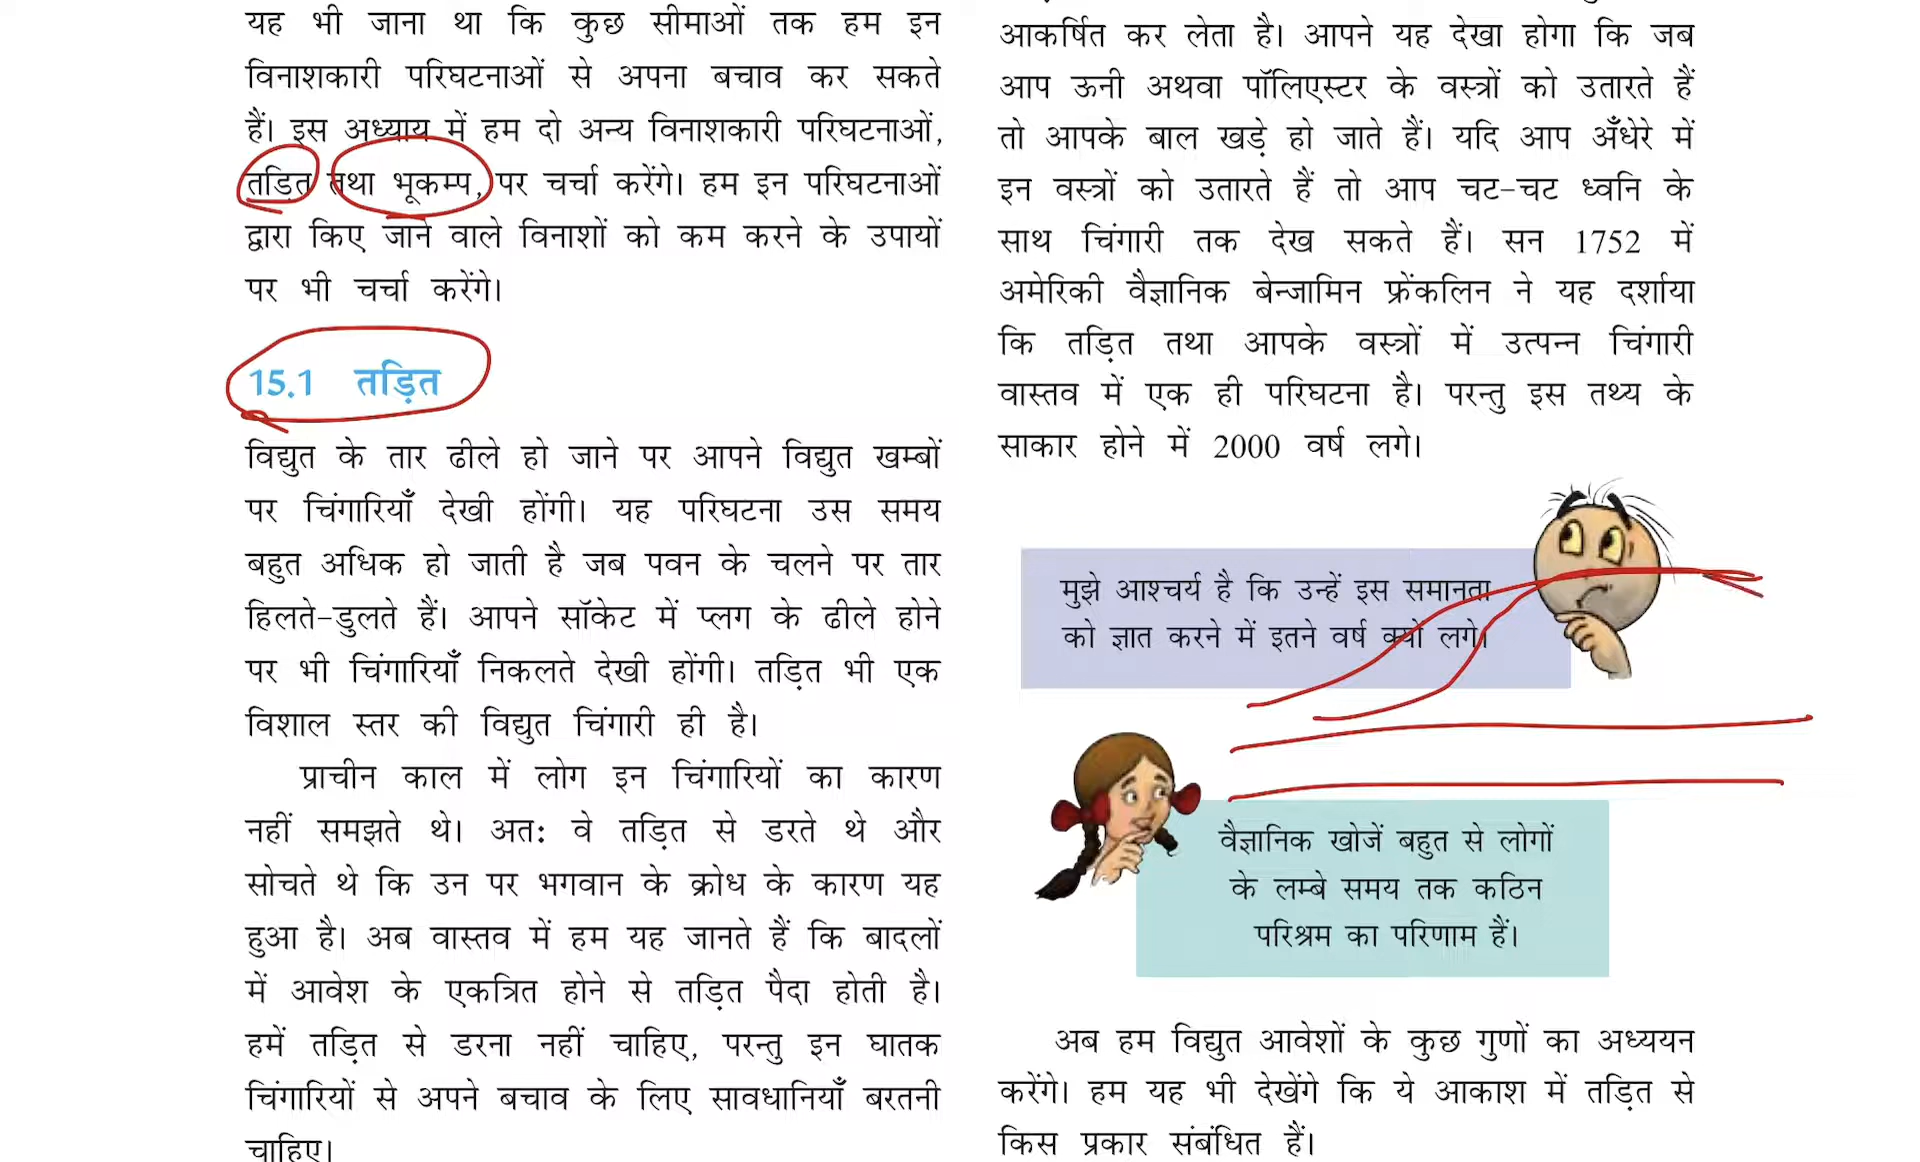 यह भी जाना था कि कुछ सीमाओं तक हम इन
विनाशकारी परिघटनाओं से अपना बचाव कर सकते
हैं। इस अध्याय में हम दो अन्य विनाशकारी परिघटनाओं,
तड़ित तथा भूकम्प, पर चर्चा करेंगे। हम इन परिघटनाओं
द्वारा किए जाने वाले विनाशों को कम करने के उपायों
पर भी चर्चा करेंगे।
15.1 तड़ित
विद्युत के तार ढीले हो जाने पर आपने विद्युत खम्बों
पर चिंगारियाँ देखी होंगी। यह परिघटना उस समय
बहुत अधिक हो जाती है जब पवन के चलने पर तार
हिलते-डुलते हैं। आपने सॉकेट में प्लग के ढीले होने
पर भी चिंगारियाँ निकलते देखी होंगी। तड़ित भी एक
विशाल स्तर की विद्युत चिंगारी ही है।
प्राचीन काल में लोग इन चिंगारियों का कारण
नहीं समझते थे। अतः वे तड़ित से डरते थे और
सोचते थे कि उन पर भगवान के क्रोध के कारण यह
हुआ है। अब वास्तव में हम यह जानते हैं कि बादलों
में आवेश के एकत्रित होने से तड़ित पैदा होती है।
हमें तड़ित से डरना नहीं चाहिए, परन्तु इन घातक
चिंगारियों से अपने बचाव के लिए सावधानियाँ बरतनी
चाहिए।
आकर्षित कर लेता है। आपने यह देखा होगा कि जब
आप ऊनी अथवा पॉलिएस्टर के वस्त्रों को उतारते हैं
तो आपके बाल खड़े हो जाते हैं। यदि आप अँधेरे में
इन वस्त्रों को उतारते हैं तो आप चट-चट ध्वनि के
साथ चिंगारी तक देख सकते हैं। सन 1752 में
अमेरिकी वैज्ञानिक बेन्जामिन फ्रेंकलिन ने यह दर्शाया
कि तड़ित तथा आपके वस्त्रों में उत्पन्न चिंगारी
वास्तव में एक ही परिघटना है। परन्तु इस तथ्य के
साकार होने में 2000 वर्ष लगे।
मुझे आश्चर्य है कि उन्हें इस समानता
को ज्ञात करने में इतने वर्ष क्यों लगे।
वैज्ञानिक खोजें बहुत से लोगों
के लम्बे समय तक कठिन
परिश्रम का परिणाम हैं।
अब हम विद्युत आवेशों के कुछ गुणों का अध्ययन
करेंगे। हम यह भी देखेंगे कि ये आकाश में तड़ित से
किस प्रकार संबंधित हैं।